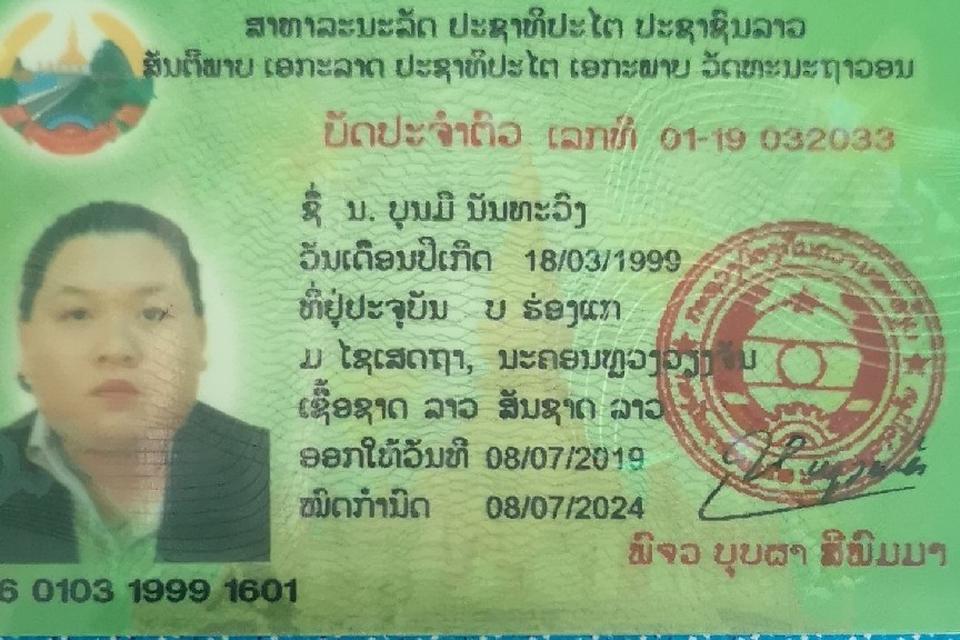 ສາທາລະນະລັດ ປະຊາທິປະໄຕ ປະຊາຊົນລາວ
ສັນຕິພາບ ເອກະລາດ ປະຊາທິປະໄຕ ເອກະພາບ ວັດທະນະຖາວອນ
ບັດປະຈຳຕົວ ເລກທີ 01-19 032033
ຊື່ ນ. ບຸນມີ ນັນທະວົງ
ວັນເດືອນປີເກີດ 18/03/1999
ທີ່ຢູ່ປະຈຸບັນ ບ ຮ່ອງແກ
ມ ໄຊເສດຖາ, ນະຄອນຫຼວງວຽງຈັນ
ເຊື້ອຊາດ ລາວ ສັນຊາດ ລາວ
ອອກໃຫ້ວັນທີ 08/07/2019
ໝົດກຳນົດ 08/07/2024
ພົຈວ ບຸບຜາ ສີພົມມາ
6 0103 1999 1601